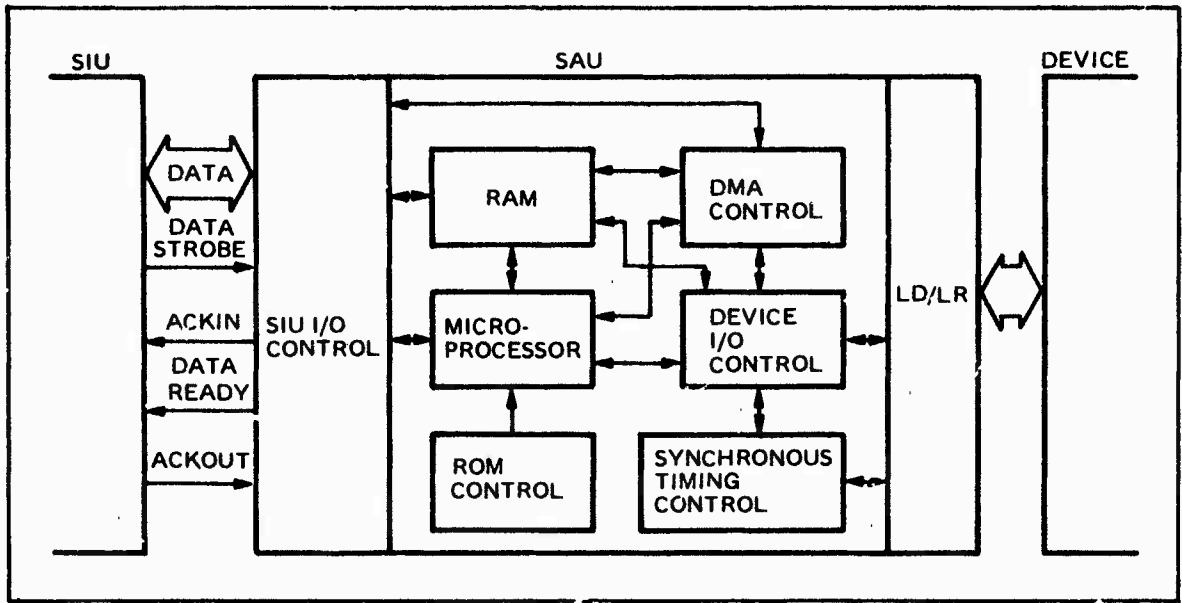 SIU
SAU
DEVICE
DATA
DATA
STROBE
ACKIN
DATA
READY
ACKOUT
SIU I/O
CONTROL
RAM
DMA
CONTROL
MICRO-
PROCESSOR
DEVICE
I/O
CONTROL
ROM
CONTROL
SYNCHRONOUS
TIMING
CONTROL
LD/LR